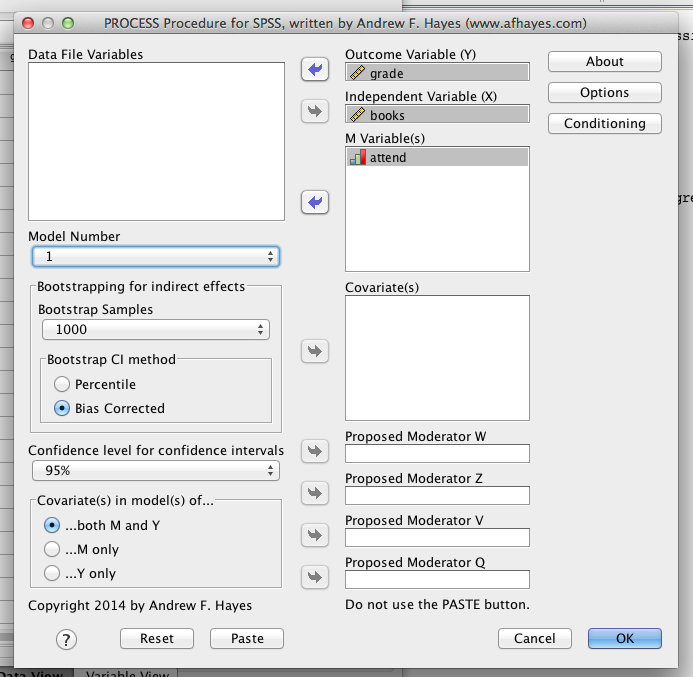 PROCESS Procedure for SPSS, written by Andrew F. Hayes (www.afhayes.com)
Data File Variables
Outcome Variable (Y)
grade
About
Independent Variable (X)
books
Options
M Variable(s)
attend
Conditioning
Model Number
1
Bootstrapping for indirect effects
Bootstrap Samples
1000
Bootstrap CI method
Percentile
Bias Corrected
Covariate(s)
Confidence level for confidence intervals
95%
Proposed Moderator W
Proposed Moderator Z
Covariate(s) in model(s) of...
...both M and Y
...M only
...Y only
Proposed Moderator V
Proposed Moderator Q
Copyright 2014 by Andrew F. Hayes
Do not use the PASTE button.
?
Reset
Paste
Cancel
OK
Data View
Variable View